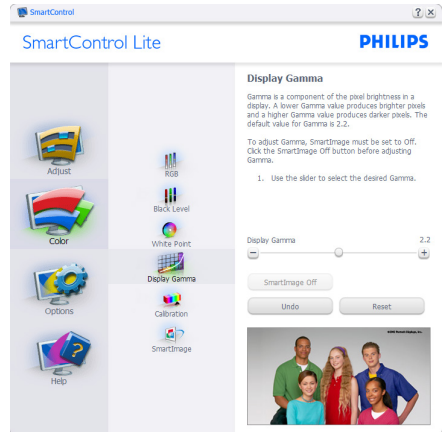 SmartControl
SmartControl Lite
PHILIPS
Adjust
Color
Options
Help
RGB
Black Level
White Point
Display Gamma
Calibration
SmartImage
Display Gamma
Gamma is a component of the pixel brightness in a
display. A lower Gamma value produces brighter pixels
and a higher Gamma value produces darker pixels. The
default value for Gamma is 2.2.
To adjust Gamma, SmartImage must be set to Off.
Click the SmartImage Off button before adjusting
Gamma.
1. Use the slider to select the desired Gamma.
Display Gamma 2.2
SmartImage Off
Undo Reset